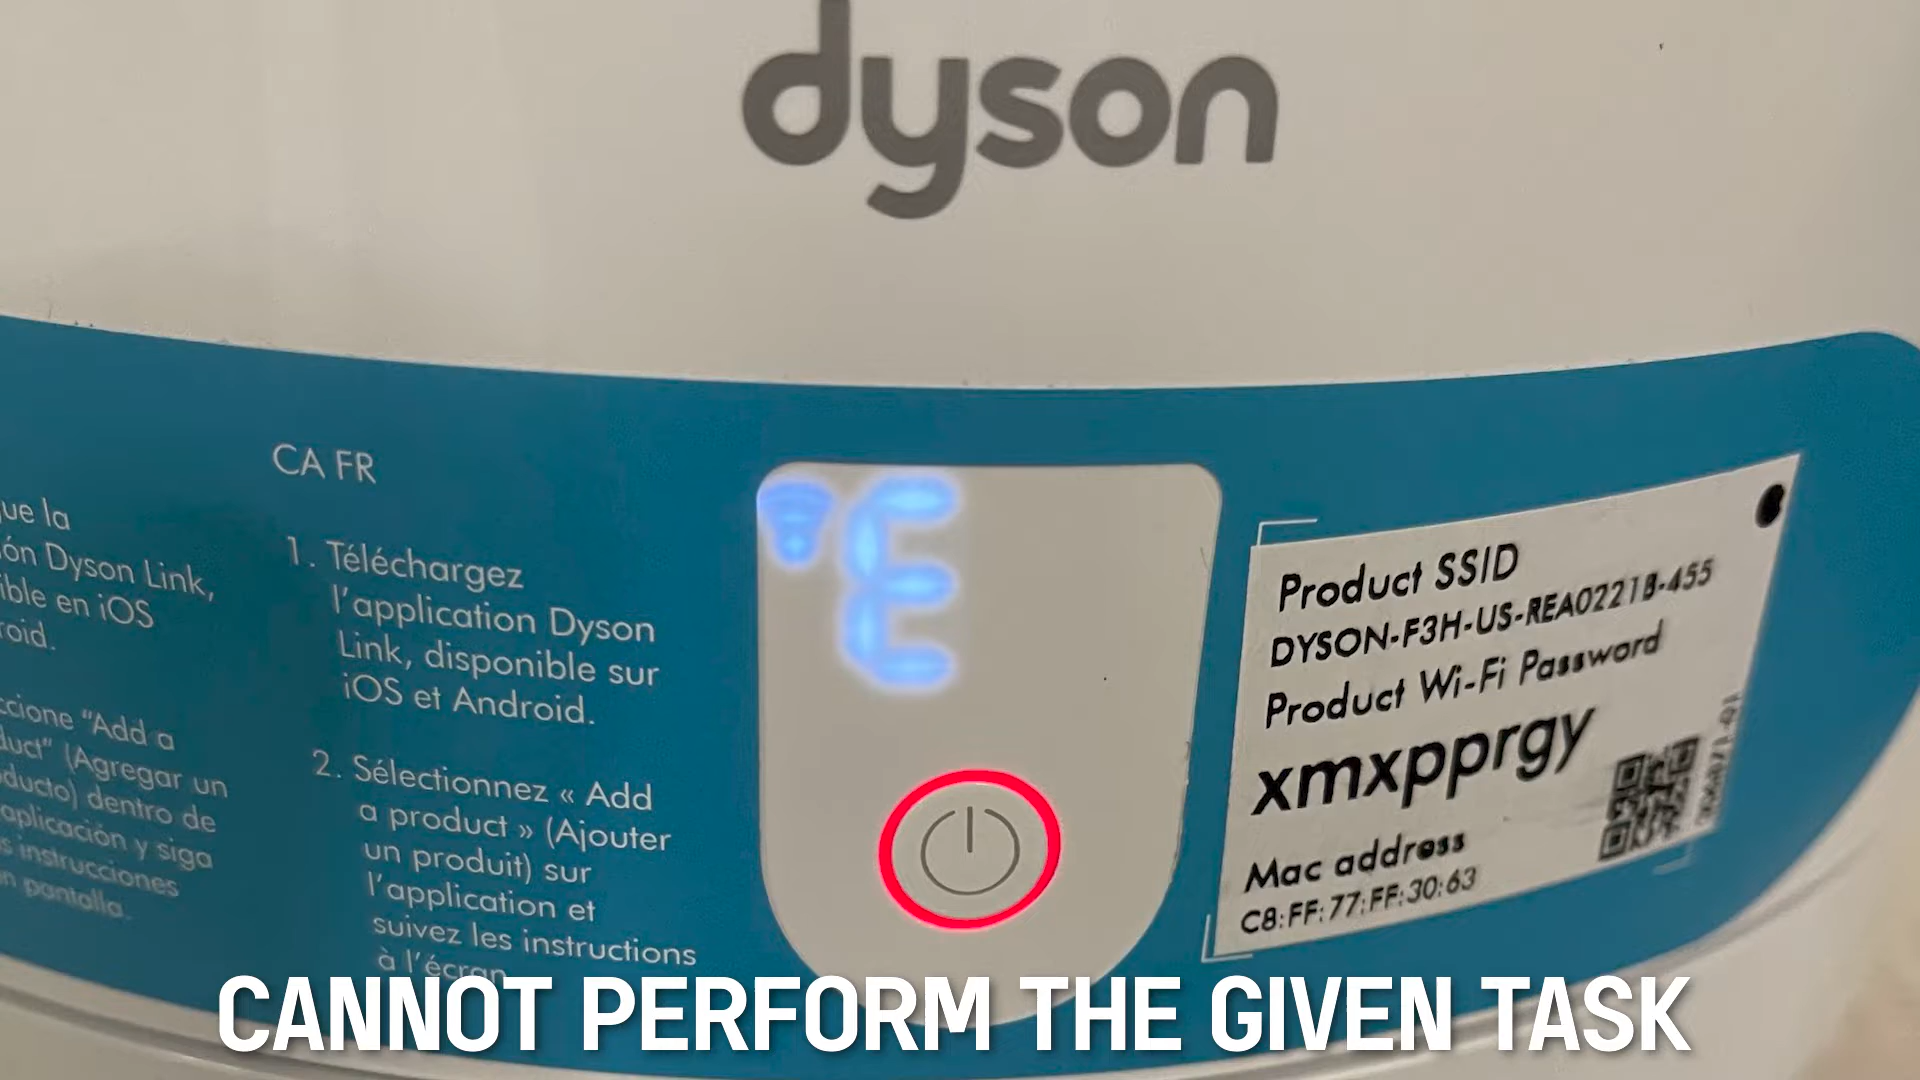 dyson
ue la
ón Dyson Link,
ible en iOS
roid.
ccione “Add a
duct” (Agregar un
ducto) dentro de
aplicación y siga
s instrucciones
n pantalla.
CA FR
1. Téléchargez
l’application Dyson
Link, disponible sur
iOS et Android.
2. Sélectionnez « Add
a product » (Ajouter
un produit) sur
l’application et
suivez les instructions
à l’écran
E
Product SSID
DYSON-F3H-US-REA0221B-455
Product Wi-Fi Password
xmxpprgy
Mac address
C8:FF:77:FF:30:63
CANNOT PERFORM THE GIVEN TASK